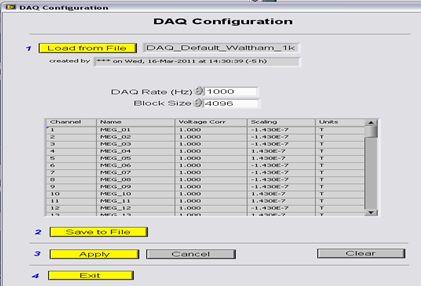 DAQ Configuration
DAQ Configuration
1 Load from File DAQ_Default_Waltham_1k
created by *** on Wed, 16-Mar-2011 at 14:30:39 (-5 h)
DAQ Rate (Hz) 1000
Block Size 4096
Channel Name Voltage Corr Scaling Units
1 MEG_01 1.000 -1.430E-7 T
2 MEG_02 1.000 -1.430E-7 T
3 MEG_03 1.000 -1.430E-7 T
4 MEG_04 1.000 -1.430E-7 T
5 MEG_05 1.000 -1.430E-7 T
6 MEG_06 1.000 -1.430E-7 T
7 MEG_07 1.000 -1.430E-7 T
8 MEG_08 1.000 -1.430E-7 T
9 MEG_09 1.000 -1.430E-7 T
10 MEG_10 1.000 -1.430E-7 T
11 MEG_11 1.000 -1.430E-7 T
12 MEG_12 1.000 -1.430E-7 T
13 MEG_13 1.000 -1.430E-7 T
2 Save to File
3 Apply Cancel Clear
4 Exit